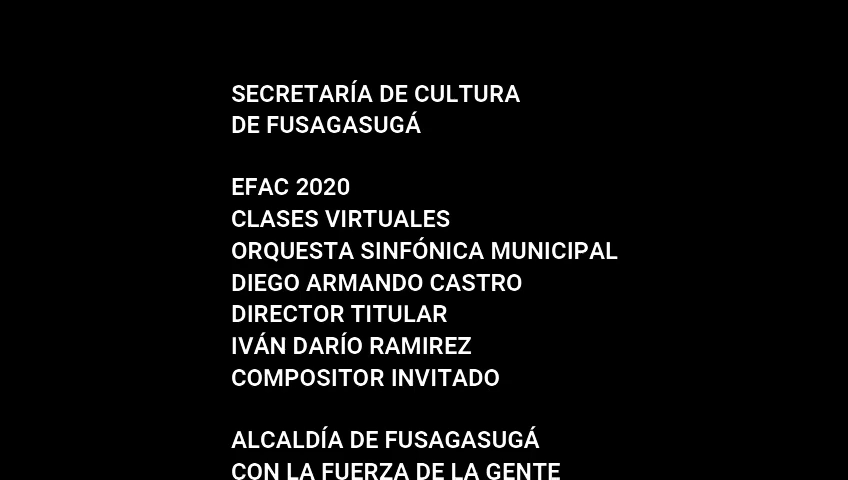 SECRETARÍA DE CULTURA
DE FUSAGASUGÁ
EFAC 2020
CLASES VIRTUALES
ORQUESTA SINFÓNICA MUNICIPAL
DIEGO ARMANDO CASTRO
DIRECTOR TITULAR
IVÁN DARÍO RAMIREZ
COMPOSITOR INVITADO
ALCALDÍA DE FUSAGASUGÁ
CON LA FUERZA DE LA GENTE